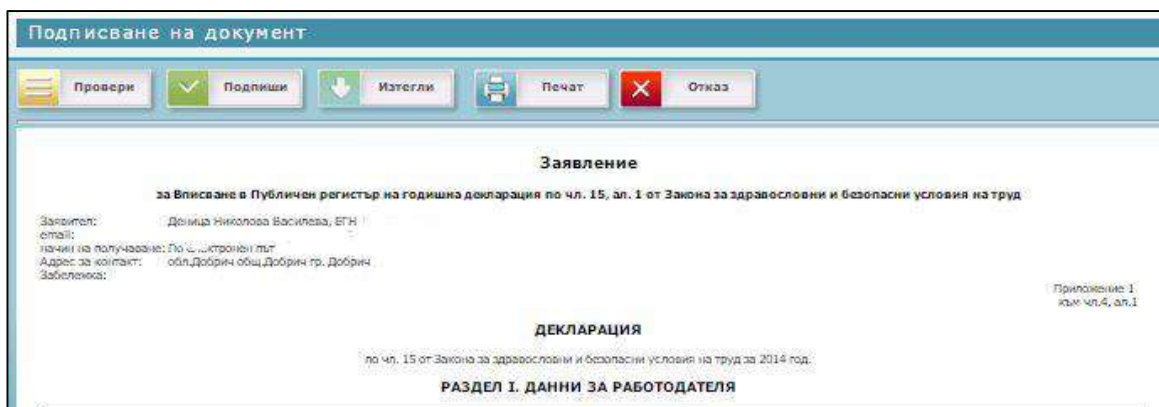 Подписване на документ
Провери Подпиши Изтегли Печат Отказ
Заявление
за Вписване в Публичен регистър на годишна декларация по чл. 15, ал. 1 от Закона за здравословни и безопасни условия на труд
Заявител: Деница Николова Василева, ЕГН
email:
начин на получаване: По електронен път
Адрес за контакт: обл.Добрич общ.Добрич гр. Добрич
Забележка:
Приложение 1
към чл.4, ал.1
ДЕКЛАРАЦИЯ
по чл. 15 от Закона за здравословни и безопасни условия на труд за 2014 год.
РАЗДЕЛ I. ДАННИ ЗА РАБОТОДАТЕЛЯ